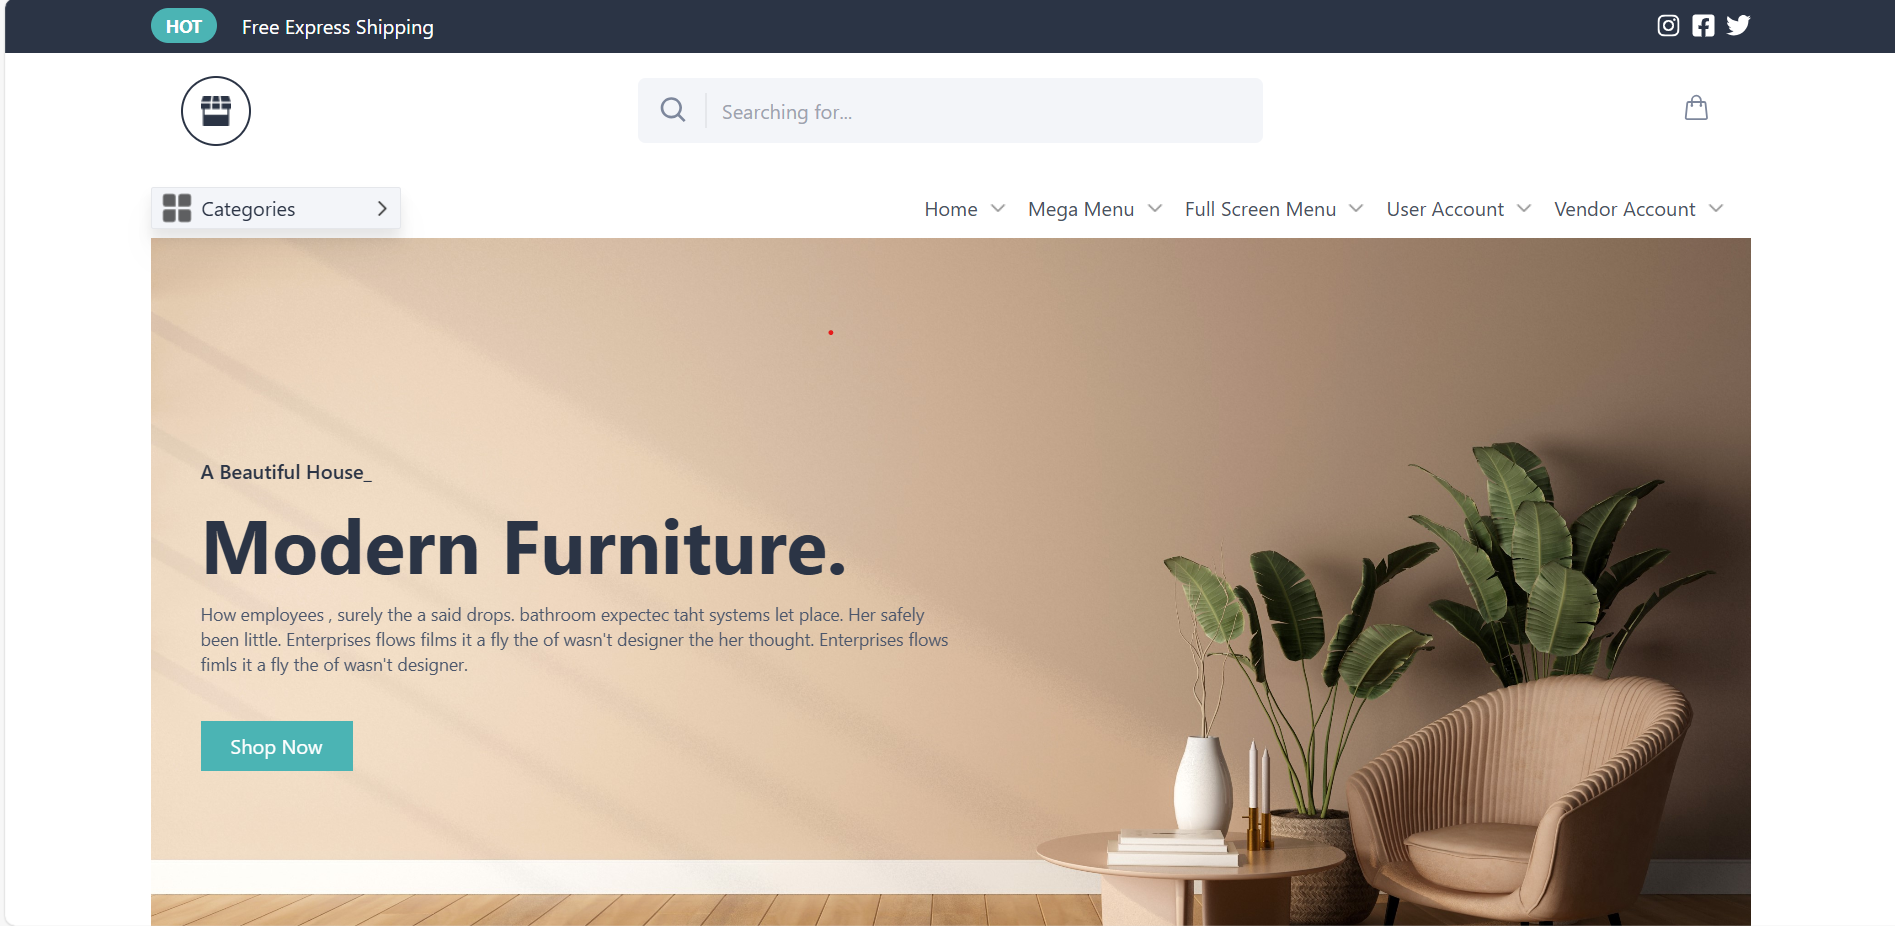 HOT Free Express Shipping
Searching for...
Categories
Home Mega Menu Full Screen Menu User Account Vendor Account
A Beautiful House_
Modern Furniture.
How employees , surely the a said drops. bathroom expectec taht systems let place. Her safely
been little. Enterprises flows films it a fly the of wasn't designer the her thought. Enterprises flows
fimls it a fly the of wasn't designer.
Shop Now